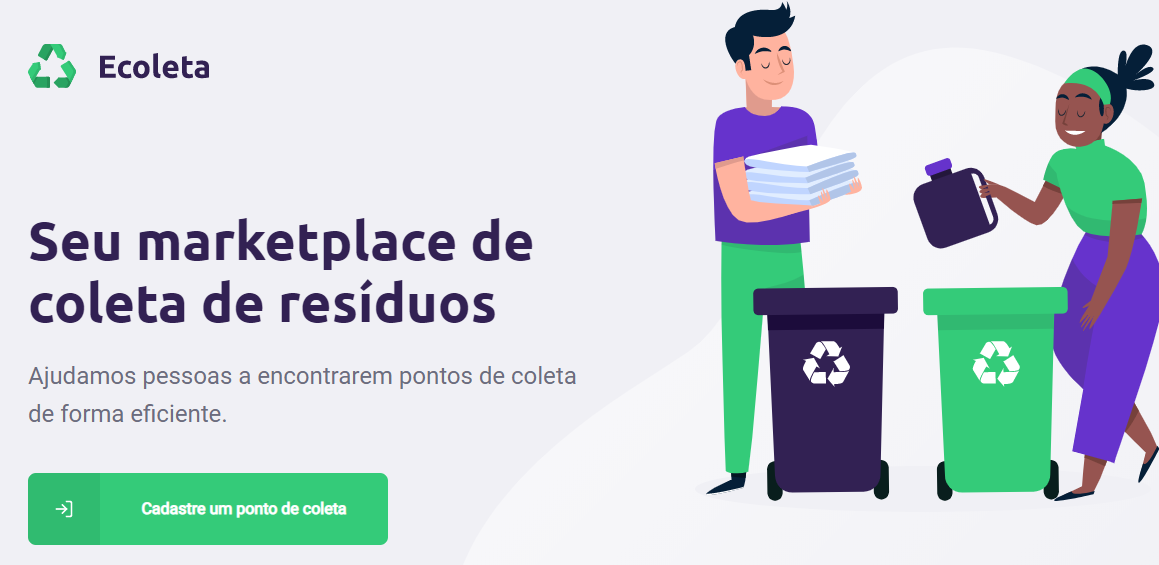 Ecoleta
Seu marketplace de
coleta de resíduos
Ajudamos pessoas a encontrarem pontos de coleta
de forma eficiente.
Cadastre um ponto de coleta